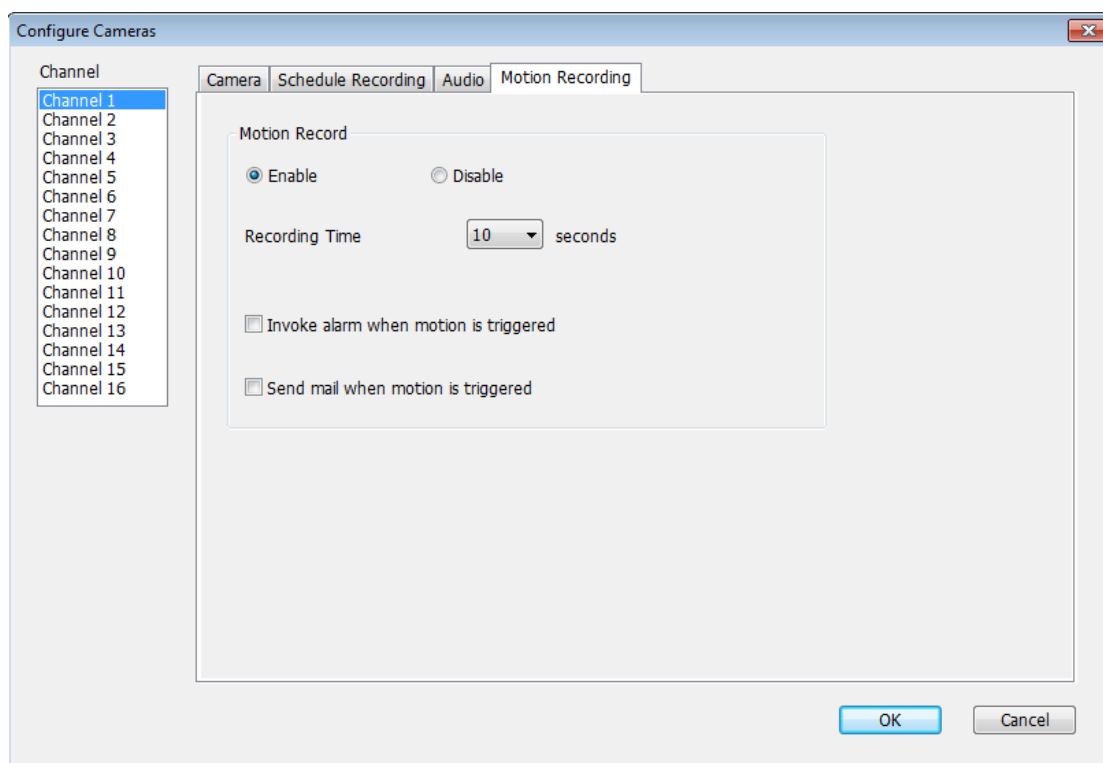 Configure Cameras
Channel
Channel 1
Channel 2
Channel 3
Channel 4
Channel 5
Channel 6
Channel 7
Channel 8
Channel 9
Channel 10
Channel 11
Channel 12
Channel 13
Channel 14
Channel 15
Channel 16
Camera
Schedule Recording
Audio
Motion Recording
Motion Record
Enable
Disable
Recording Time
10
seconds
Invoke alarm when motion is triggered
Send mail when motion is triggered
OK
Cancel